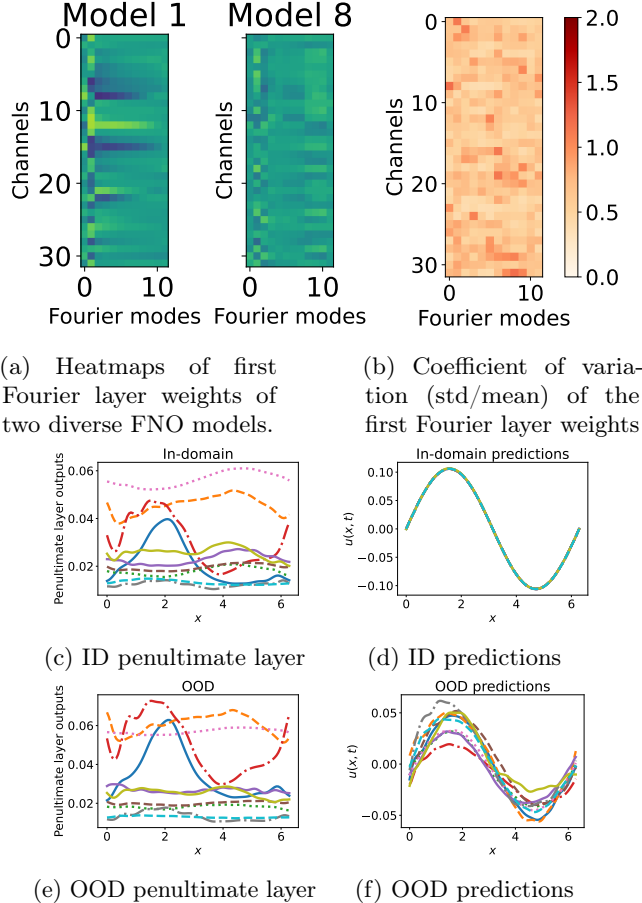 Model 1
Model 8
0
10
20
30
Channels
0 10
Fourier modes
Channels
0 10
Fourier modes
0
10
20
30
Channels
0 10
Fourier modes
2.0
1.5
1.0
0.5
0.0
(a) Heatmaps of first
Fourier layer weights of
two diverse FNO models.
(b) Coefficient of varia-
tion (std/mean) of the
first Fourier layer weights
In-domain
Penultimate layer outputs
0.06
0.04
0.02
0 2 4 6
x
In-domain predictions
u(x, t)
0.10
0.05
0.00
−0.05
−0.10
0 2 4 6
x
(c) ID penultimate layer
(d) ID predictions
OOD
Penultimate layer outputs
0.06
0.04
0.02
0 2 4 6
x
OOD predictions
u(x, t)
0.05
0.00
−0.05
0 2 4 6
x
(e) OOD penultimate layer
(f) OOD predictions